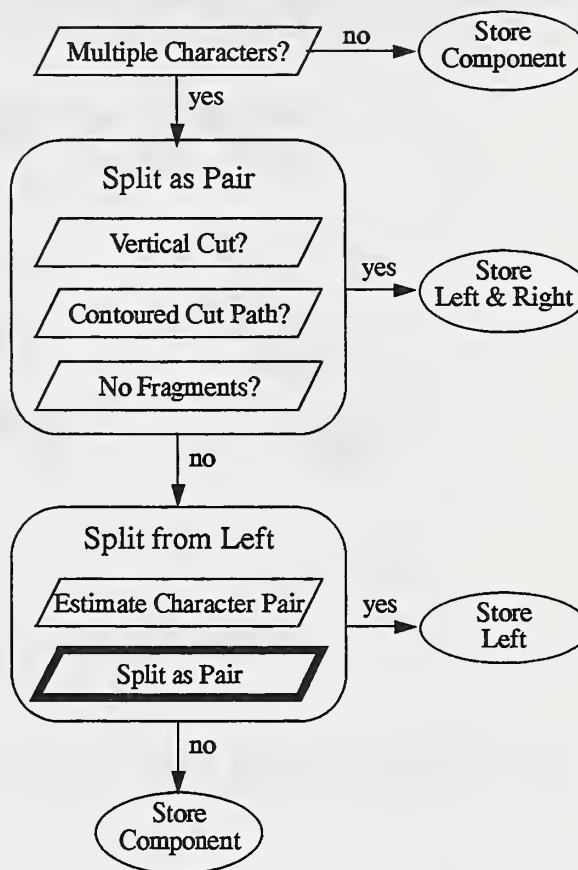 Multiple Characters?
no
Store
Component
yes
Split as Pair
Vertical Cut?
Contoured Cut Path?
No Fragments?
yes
Store
Left & Right
no
Split from Left
Estimate Character Pair
Split as Pair
yes
Store
Left
no
Store
Component